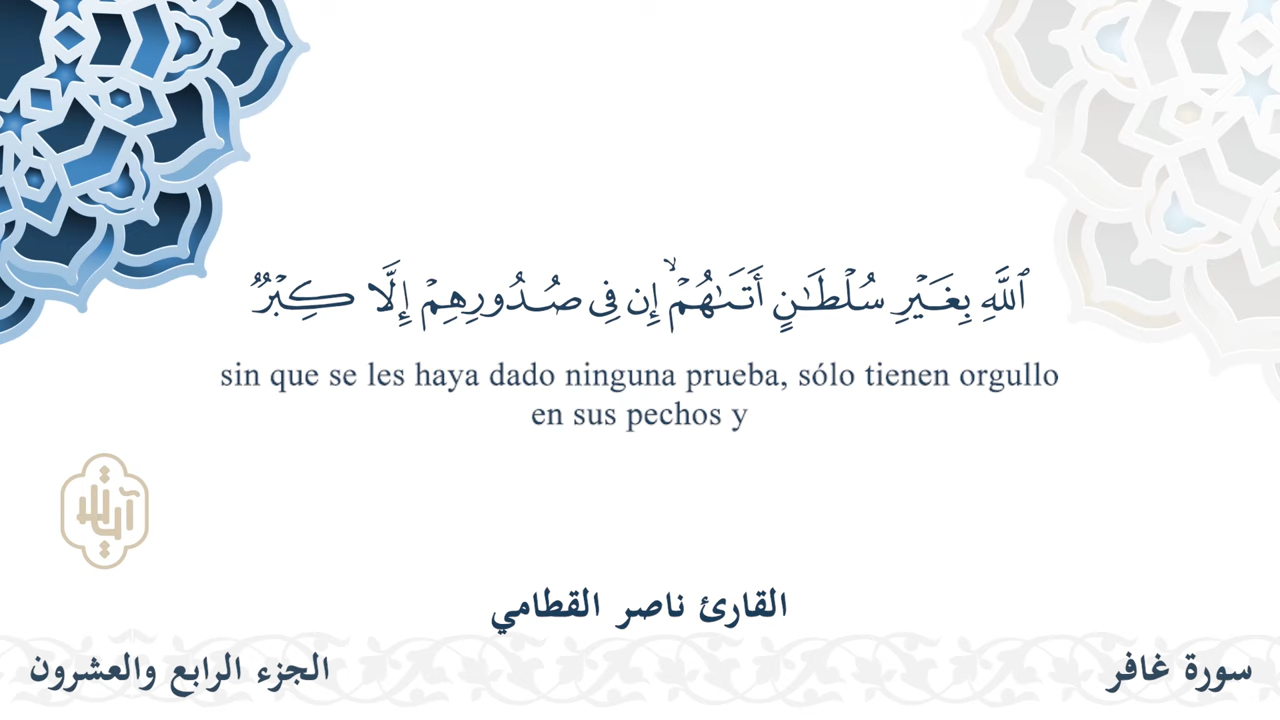 ٱللَّهِ بِغَيْرِ سُلْطَـٰنٍ أَتَىٰهُمْ ۙ إِن فِى صُدُورِهِمْ إِلَّا كِبْرٌ
sin que se les haya dado ninguna prueba, sólo tienen orgullo
en sus pechos y
القارئ ناصر القطامي
سورة غافر
الجزء الرابع والعشرون